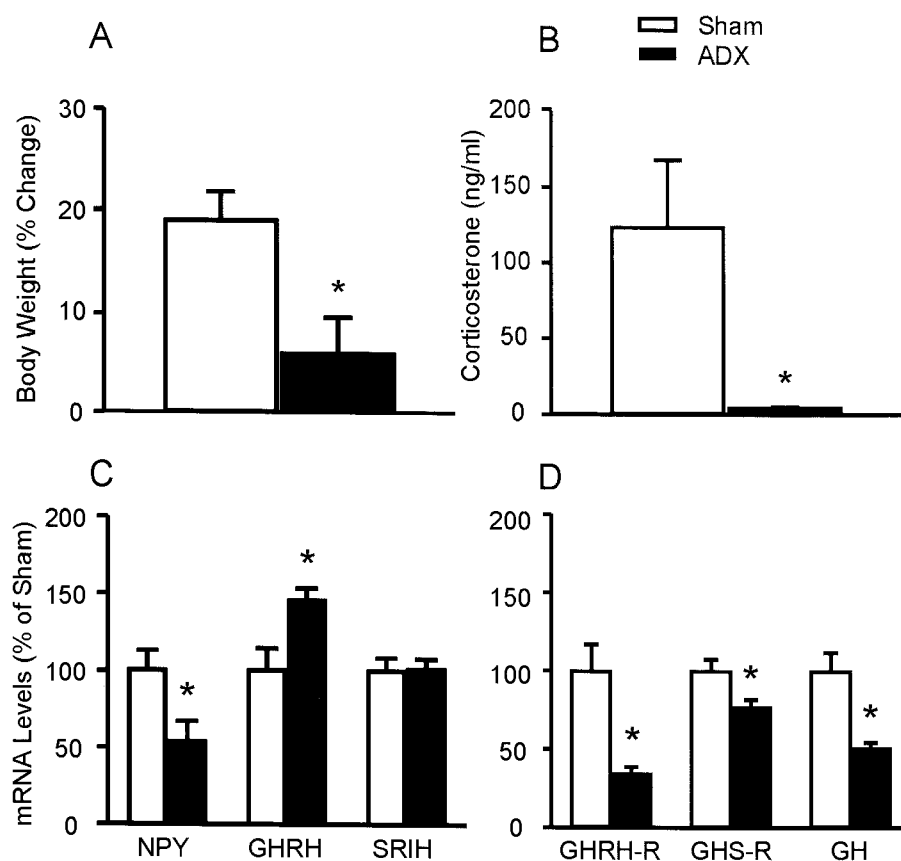 A
B
Sham
ADX
Body Weight (% Change)
30
20
10
0
*
Corticosterone (ng/ml)
200
150
100
50
0
*
C
D
mRNA Levels (% of Sham)
200
150
100
50
0
*
*
NPY
GHRH
SRIH
200
150
100
50
0
*
*
*
GHRH-R
GHS-R
GH